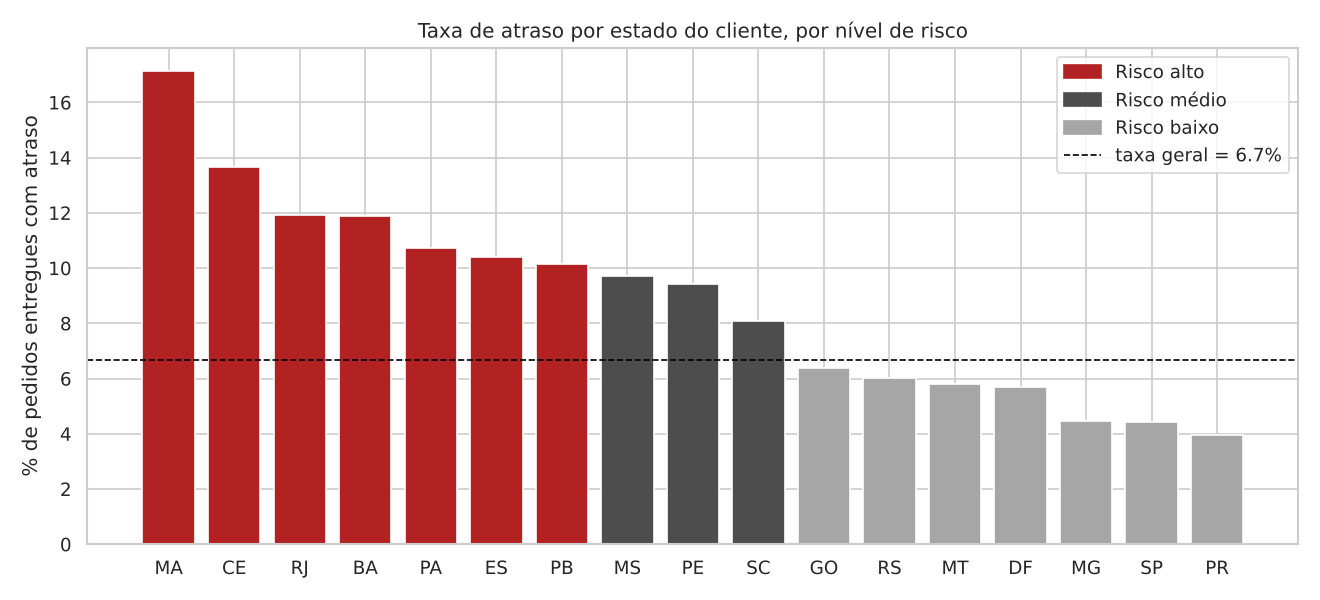 Taxa de atraso por estado do cliente, por nível de risco
% de pedidos entregues com atraso
16
14
12
10
8
6
4
2
0
Risco alto
Risco médio
Risco baixo
taxa geral = 6.7%
MA CE RJ BA PA ES PB MS PE SC GO RS MT DF MG SP PR